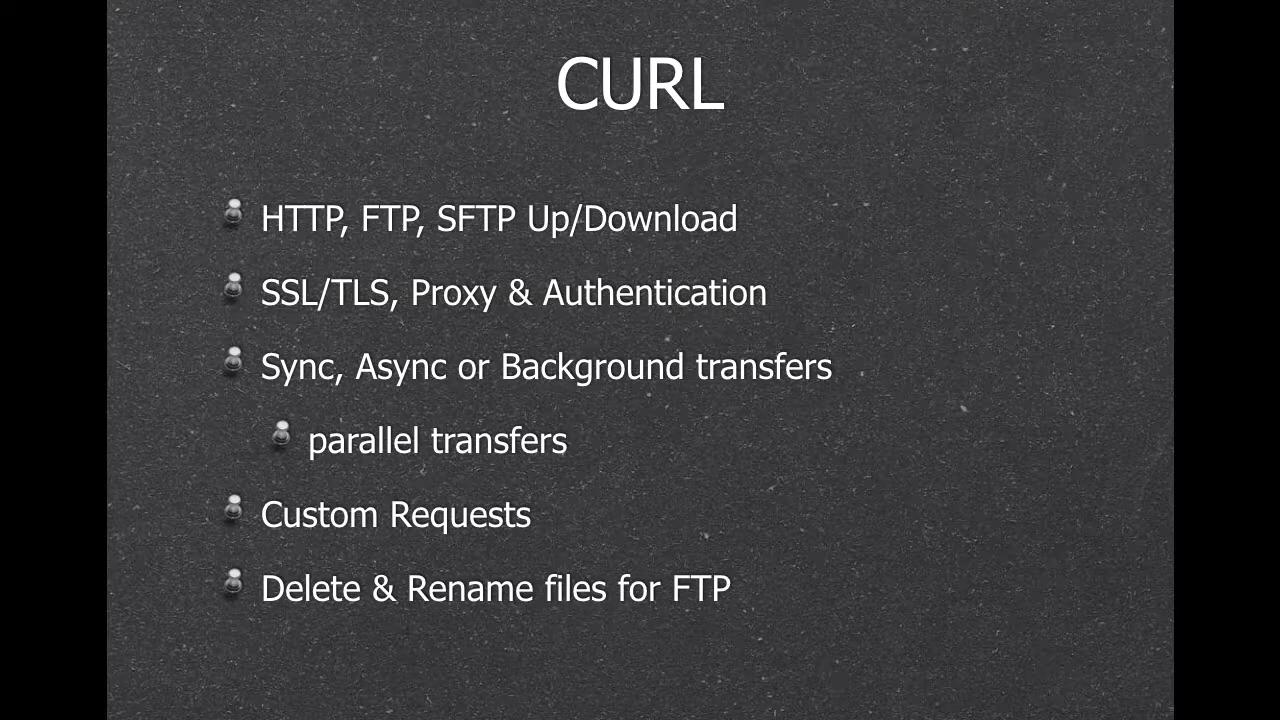 CURL
HTTP, FTP, SFTP Up/Download
SSL/TLS, Proxy & Authentication
Sync, Async or Background transfers
parallel transfers
Custom Requests
Delete & Rename files for FTP